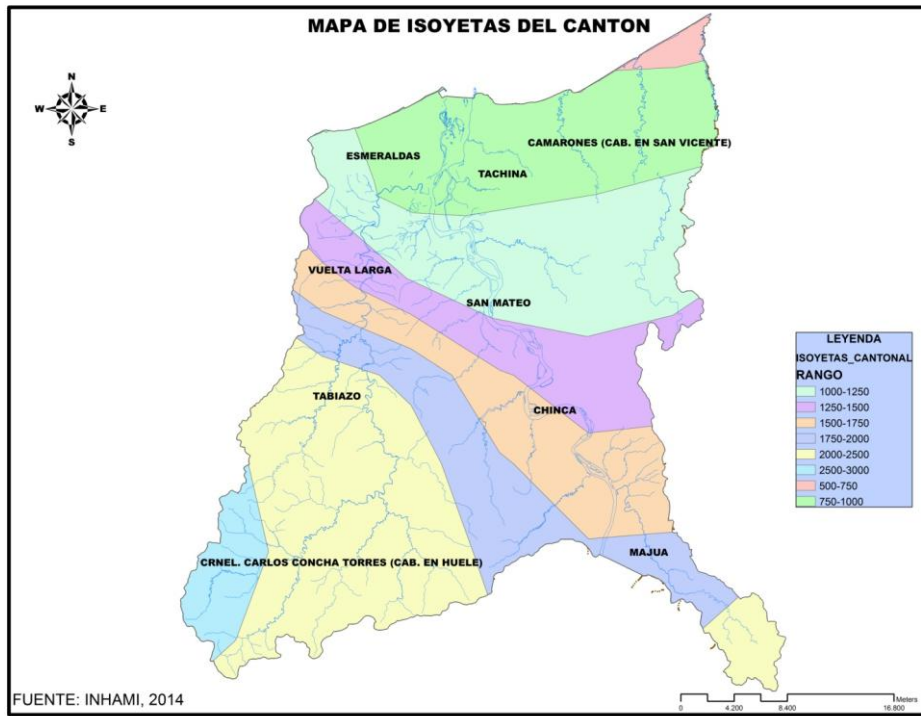 MAPA DE ISOYETAS DEL CANTON
N
W E
S
CAMARONES (CAB. EN SAN VICENTE)
ESMERALDAS
TACHINA
VUELTA LARGA
SAN MATEO
TABIAZO
CHINCA
MAJUA
CRNEL. CARLOS CONCHA TORRES (CAB. EN HUELE)
LEYENDA
ISOYETAS_CANTONAL
RANGO
1000-1250
1250-1500
1500-1750
1750-2000
2000-2500
2500-3000
500-750
750-1000
FUENTE: INHAMI, 2014
Meters
0 4.200 8.400 16.800